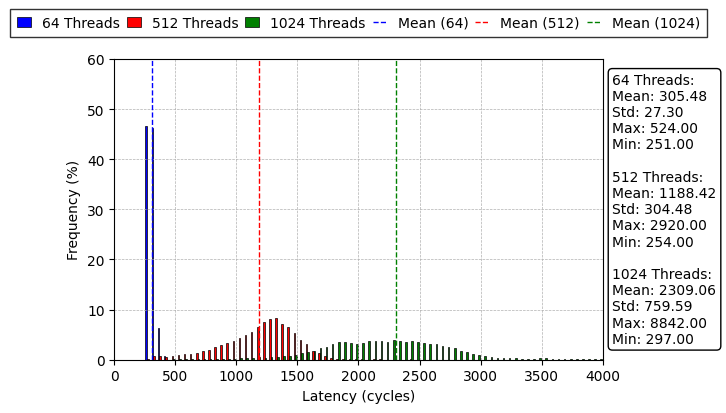 64 Threads 512 Threads 1024 Threads Mean (64) Mean (512) Mean (1024)
60
50
40
30
20
10
0
Frequency (%)
0 500 1000 1500 2000 2500 3000 3500 4000
Latency (cycles)
64 Threads:
Mean: 305.48
Std: 27.30
Max: 524.00
Min: 251.00
512 Threads:
Mean: 1188.42
Std: 304.48
Max: 2920.00
Min: 254.00
1024 Threads:
Mean: 2309.06
Std: 759.59
Max: 8842.00
Min: 297.00